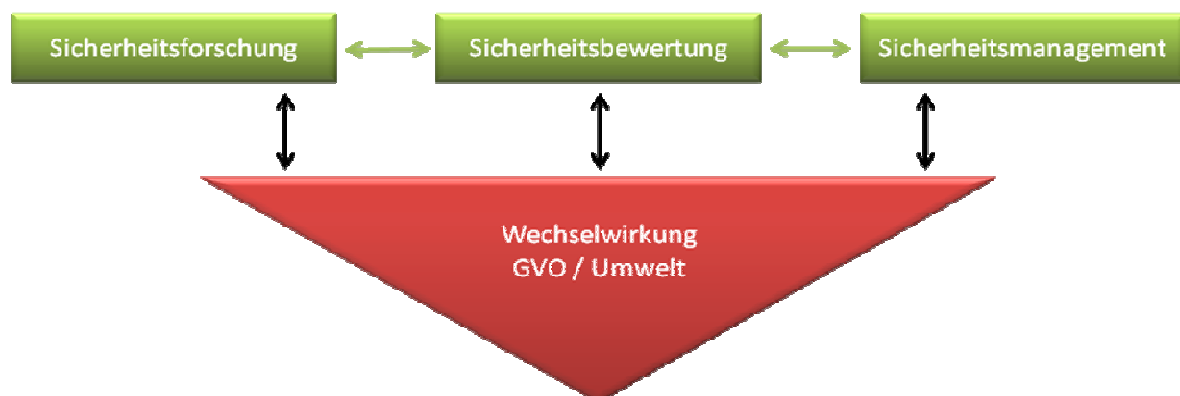 Sicherheitsforschung
Sicherheitsbewertung
Sicherheitsmanagement
Wechselwirkung
GVO / Umwelt